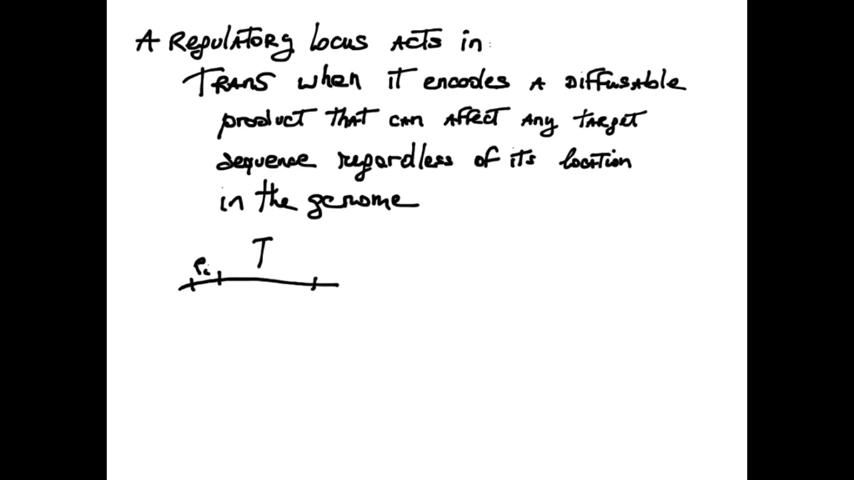 A Regulatory locus acts in:
Trans when it encodes a diffusable
product that can affect any target
sequence regardless of its location
in the genome
T